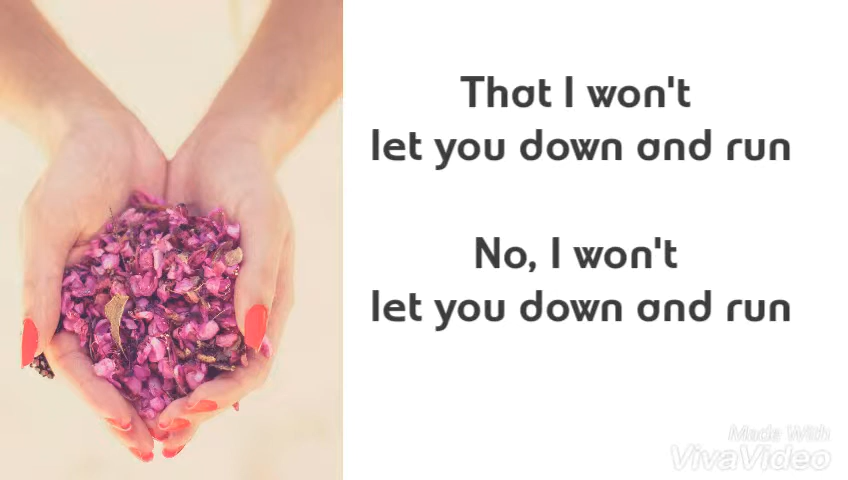 That I won't
let you down and run
No, I won't
let you down and run
Made With
VivaVideo